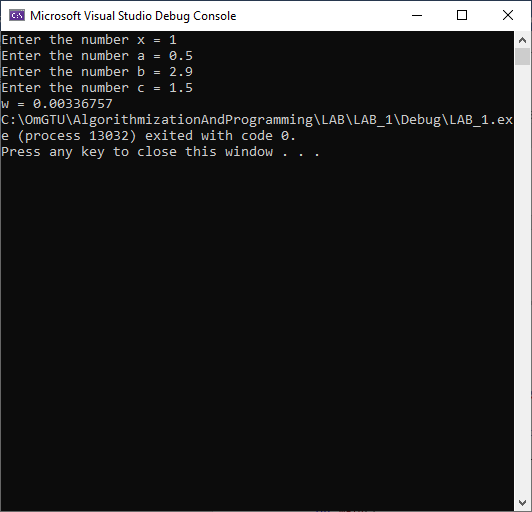 Microsoft Visual Studio Debug Console
Enter the number x = 1
Enter the number a = 0.5
Enter the number b = 2.9
Enter the number c = 1.5
w = 0.00336757
C:\OmGTU\AlgorithmizationAndProgramming\LAB\LAB_1\Debug\LAB_1.ex
e (process 13032) exited with code 0.
Press any key to close this window . . .